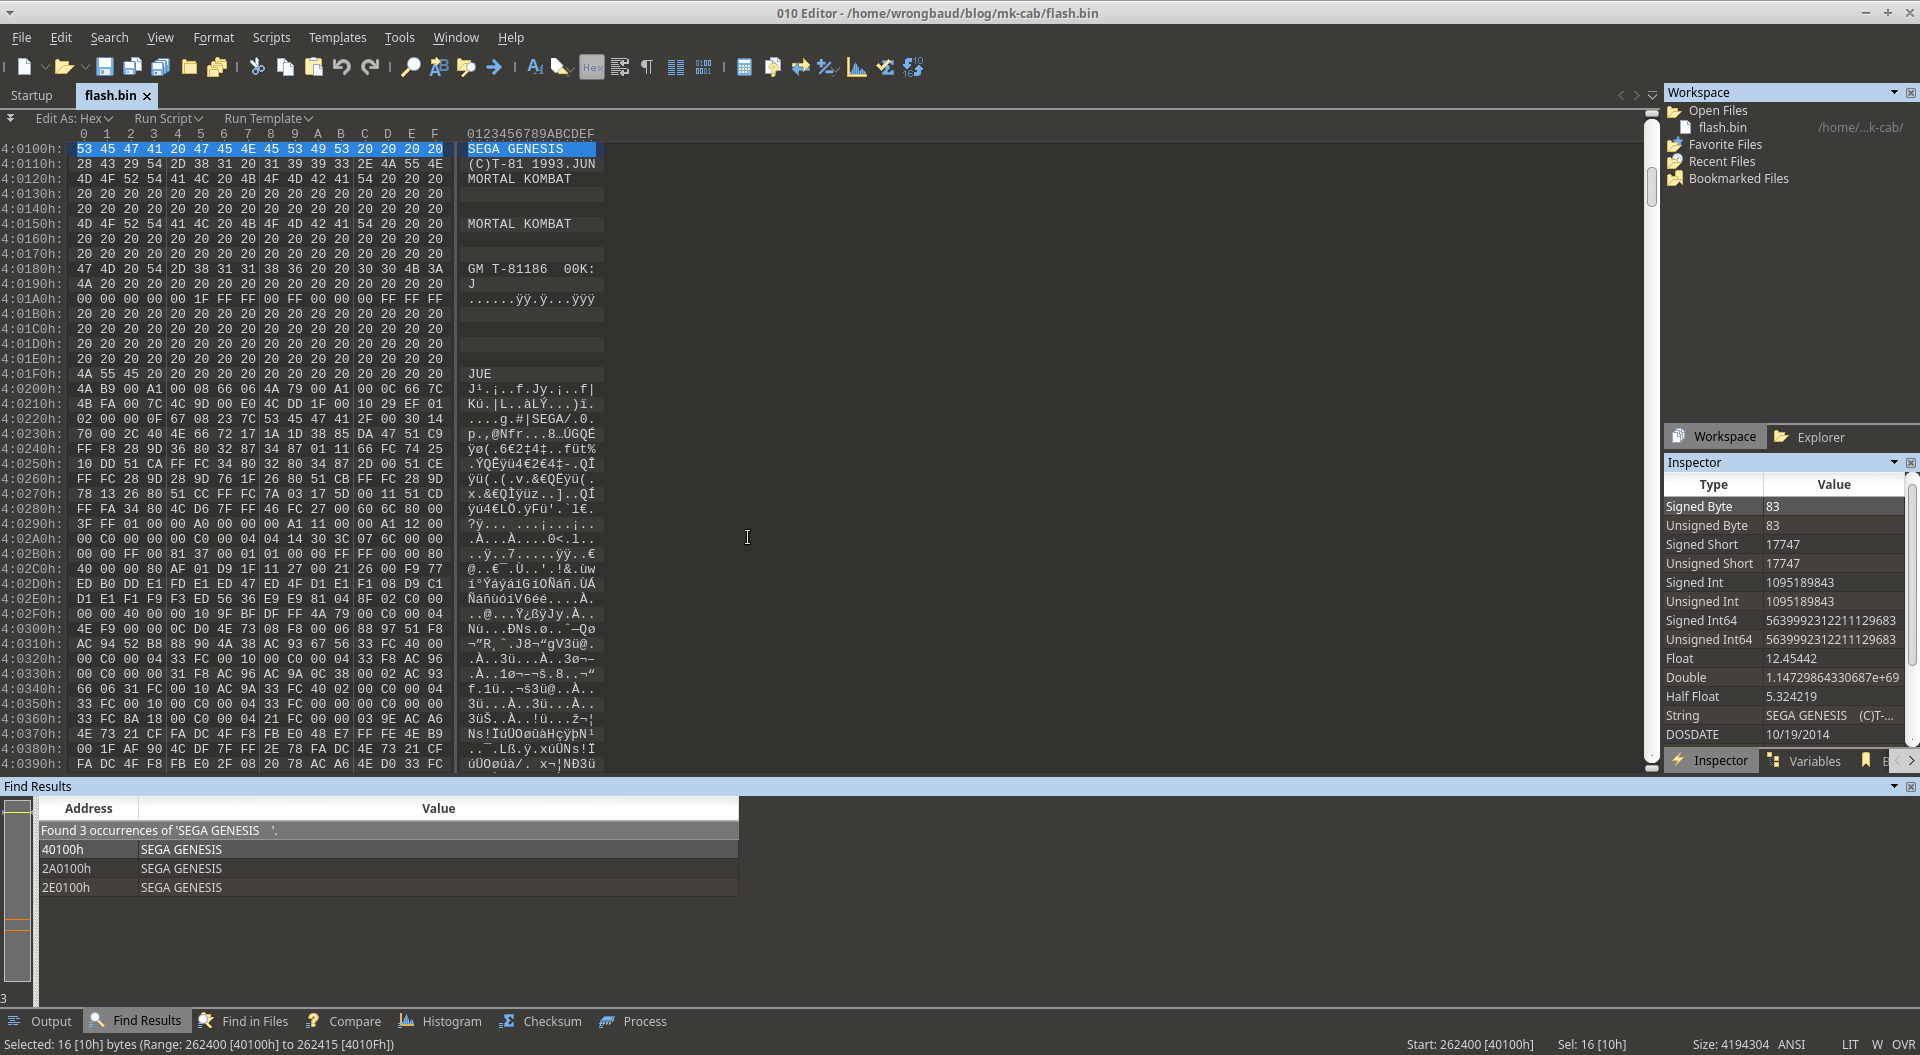 010 Editor - /home/wrongbaud/blog/mk-cab/flash.bin
File Edit Search View Format Scripts Templates Tools Window Help
Startup flash.bin
Edit As: Hex Run Script Run Template
0 1 2 3 4 5 6 7 8 9 A B C D E F 0123456789ABCDEF
4:0100h: 53 45 47 41 20 47 45 4E 45 53 49 53 20 20 20 20 SEGA GENESIS
4:0110h: 28 43 29 54 2D 38 31 20 31 39 39 33 2E 4A 55 4E (C)T-81 1993.JUN
4:0120h: 4D 4F 52 54 41 4C 20 4B 4F 4D 42 41 54 20 20 20 MORTAL KOMBAT
4:0130h: 20 20 20 20 20 20 20 20 20 20 20 20 20 20 20 20
4:0140h: 20 20 20 20 20 20 20 20 20 20 20 20 20 20 20 20
4:0150h: 4D 4F 52 54 41 4C 20 4B 4F 4D 42 41 54 20 20 20 MORTAL KOMBAT
4:0160h: 20 20 20 20 20 20 20 20 20 20 20 20 20 20 20 20
4:0170h: 20 20 20 20 20 20 20 20 20 20 20 20 20 20 20 20
4:0180h: 47 4D 20 54 2D 38 31 31 38 36 20 20 30 30 4B 3A GM T-81186  00K:
4:0190h: 4A 20 20 20 20 20 20 20 20 20 20 20 20 20 20 20 J
4:01A0h: 00 00 00 00 00 1F FF FF 00 FF 00 00 00 FF FF FF ......ÿÿ.ÿ...ÿÿÿ
4:01B0h: 20 20 20 20 20 20 20 20 20 20 20 20 20 20 20 20
4:01C0h: 20 20 20 20 20 20 20 20 20 20 20 20 20 20 20 20
4:01D0h: 20 20 20 20 20 20 20 20 20 20 20 20 20 20 20 20
4:01E0h: 20 20 20 20 20 20 20 20 20 20 20 20 20 20 20 20
4:01F0h: 4A 55 45 20 20 20 20 20 20 20 20 20 20 20 20 20 JUE
4:0200h: 4A B9 00 A1 00 08 66 06 4A 79 00 A1 00 0C 66 7C J¹.¡..f.Jy.¡..f|
4:0210h: 4B FA 00 7C 4C 9D 00 E0 4C DD 1F 00 10 29 EF 01 Kú.|L..àLÝ...)ï.
4:0220h: 02 00 00 0F 67 08 23 7C 53 45 47 41 2F 00 30 14 ....g.#|SEGA/.0.
4:0230h: 70 00 2C 40 4E 66 72 17 1A 1D 38 85 DA 47 51 C9 p.,@Nfr...8…ÚGQÉ
4:0240h: FF F8 28 9D 36 80 32 87 34 87 01 11 66 FC 74 25 ÿø(.6€2‡4‡..füt%
4:0250h: 10 DD 51 CA FF FC 34 80 32 80 34 87 2D 00 51 CE .ÝQÊÿü4€2€4‡-.QÎ
4:0260h: FF FC 28 9D 28 9D 76 1F 26 80 51 CB FF FC 28 9D ÿü(.(.v.&€QËÿü(.
4:0270h: 78 13 26 80 51 CC FF FC 7A 03 17 5D 00 11 51 CD x.&€QÌÿüz..]..QÍ
4:0280h: FF FA 34 80 4C D6 7F FF 46 FC 27 00 60 6C 80 00 ÿú4€LÖ.ÿFü'.`l€.
4:0290h: 3F FF 01 00 00 A0 00 00 00 A1 11 00 00 A1 12 00 ?ÿ... ...¡...¡..
4:02A0h: 00 C0 00 00 00 C0 00 04 04 14 30 3C 07 6C 00 00 .À...À....0<.l..
4:02B0h: 00 00 FF 00 81 37 00 01 01 00 00 FF FF 00 00 80 ..ÿ..7.....ÿÿ..€
4:02C0h: 40 00 00 80 AF 01 D9 1F 11 27 00 21 26 00 F9 77 @..€¯.Ù..'.!&.ùw
4:02D0h: ED B0 DD E1 FD E1 ED 47 ED 4F D1 E1 F1 08 D9 C1 í°ÝáýáíGíOÑáñ.ÙÁ
4:02E0h: D1 E1 F1 F9 F3 ED 56 36 E9 E9 81 04 8F 02 C0 00 ÑáñùóíV6éé....À.
4:02F0h: 00 00 40 00 00 10 9F BF DF FF 4A 79 00 C0 00 04 ..@...Ÿ¿ßÿJy.À..
4:0300h: 4E F9 00 00 0C D0 4E 73 08 F8 00 06 88 97 51 F8 Nù...ÐNs.ø..ˆ—Qø
4:0310h: AC 94 52 B8 88 90 4A 38 AC 93 67 56 33 FC 40 00 ¬”R¸ˆ.J8¬“gV3ü@.
4:0320h: 00 C0 00 04 33 FC 00 10 00 C0 00 04 33 F8 AC 96 .À..3ü...À..3ø¬–
4:0330h: 00 C0 00 00 31 F8 AC 96 AC 9A 0C 38 00 02 AC 93 .À..1ø¬–¬š.8..¬“
4:0340h: 66 06 31 FC 00 10 AC 9A 33 FC 40 02 00 C0 00 04 f.1ü..¬š3ü@..À..
4:0350h: 33 FC 00 10 00 C0 00 04 33 FC 00 00 00 C0 00 00 3ü...À..3ü...À..
4:0360h: 33 FC 8A 18 00 C0 00 04 21 FC 00 00 03 9E AC A6 3üŠ..À..!ü...ž¬¦
4:0370h: 4E 73 21 CF FA DC 4F F8 FB E0 48 E7 FF FE 4E B9 Ns!ÏúÜOøûàHçÿþN¹
4:0380h: 00 1F AF 90 4C DF 7F FF 2E 78 FA DC 4E 73 21 CF ..¯.Lß.ÿ.xúÜNs!Ï
4:0390h: FA DC 4F F8 FB E0 2F 08 20 78 AC A6 4E D0 33 FC úÜOøûà/. x¬¦NÐ3ü
Workspace
Open Files
flash.bin /home/...k-cab/
Favorite Files
Recent Files
Bookmarked Files
Workspace Explorer
Inspector
Type Value
Signed Byte 83
Unsigned Byte 83
Signed Short 17747
Unsigned Short 17747
Signed Int 1095189843
Unsigned Int 1095189843
Signed Int64 5639992312211129683
Unsigned Int64 5639992312211129683
Float 12.45442
Double 1.14729864330687e+69
Half Float 5.324219
String SEGA GENESIS    (C)T-...
DOSDATE 10/19/2014
Inspector Variables B
Find Results
Address Value
Found 3 occurrences of 'SEGA GENESIS    '.
40100h SEGA GENESIS
2A0100h SEGA GENESIS
2E0100h SEGA GENESIS
3
Output Find Results Find in Files Compare Histogram Checksum Process
Selected: 16 [10h] bytes (Range: 262400 [40100h] to 262415 [4010Fh]) Start: 262400 [40100h] Sel: 16 [10h] Size: 4194304 ANSI LIT W OVR